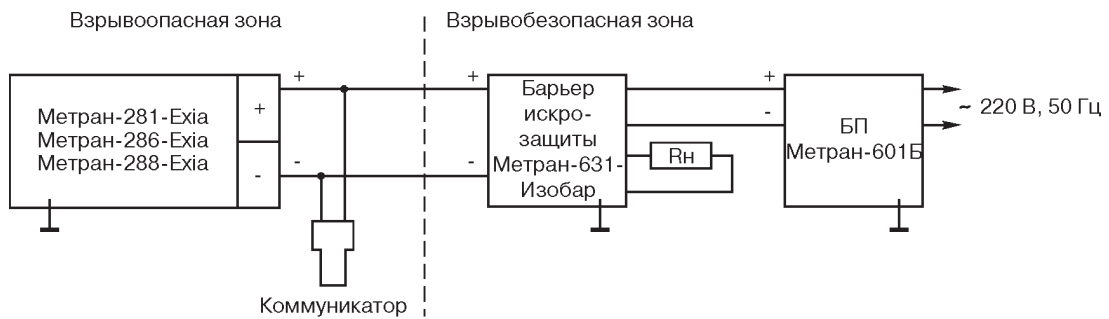 Взрывоопасная зона
Взрывобезопасная зона
Метран-281-Exia
Метран-286-Exia
Метран-288-Exia
+
-
+
-
+
-
Барьер
искро-
защиты
Метран-631-
Изобар
Rн
+
-
БП
Метран-601Б
~ 220 В, 50 Гц
Коммуникатор